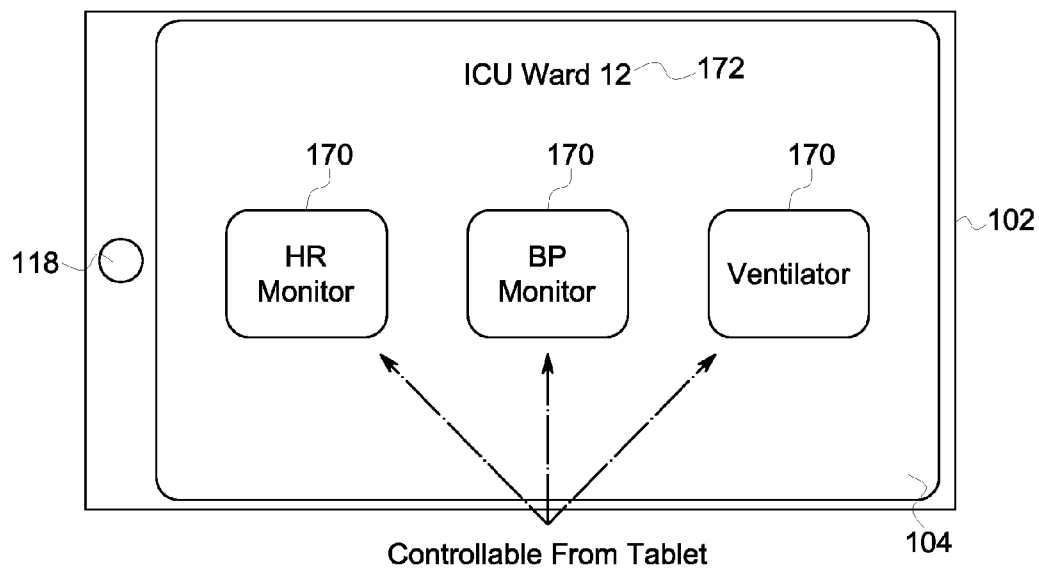 ICU Ward 12 172
170 170 170
HR
Monitor
BP
Monitor
Ventilator
102
118
Controllable From Tablet
104